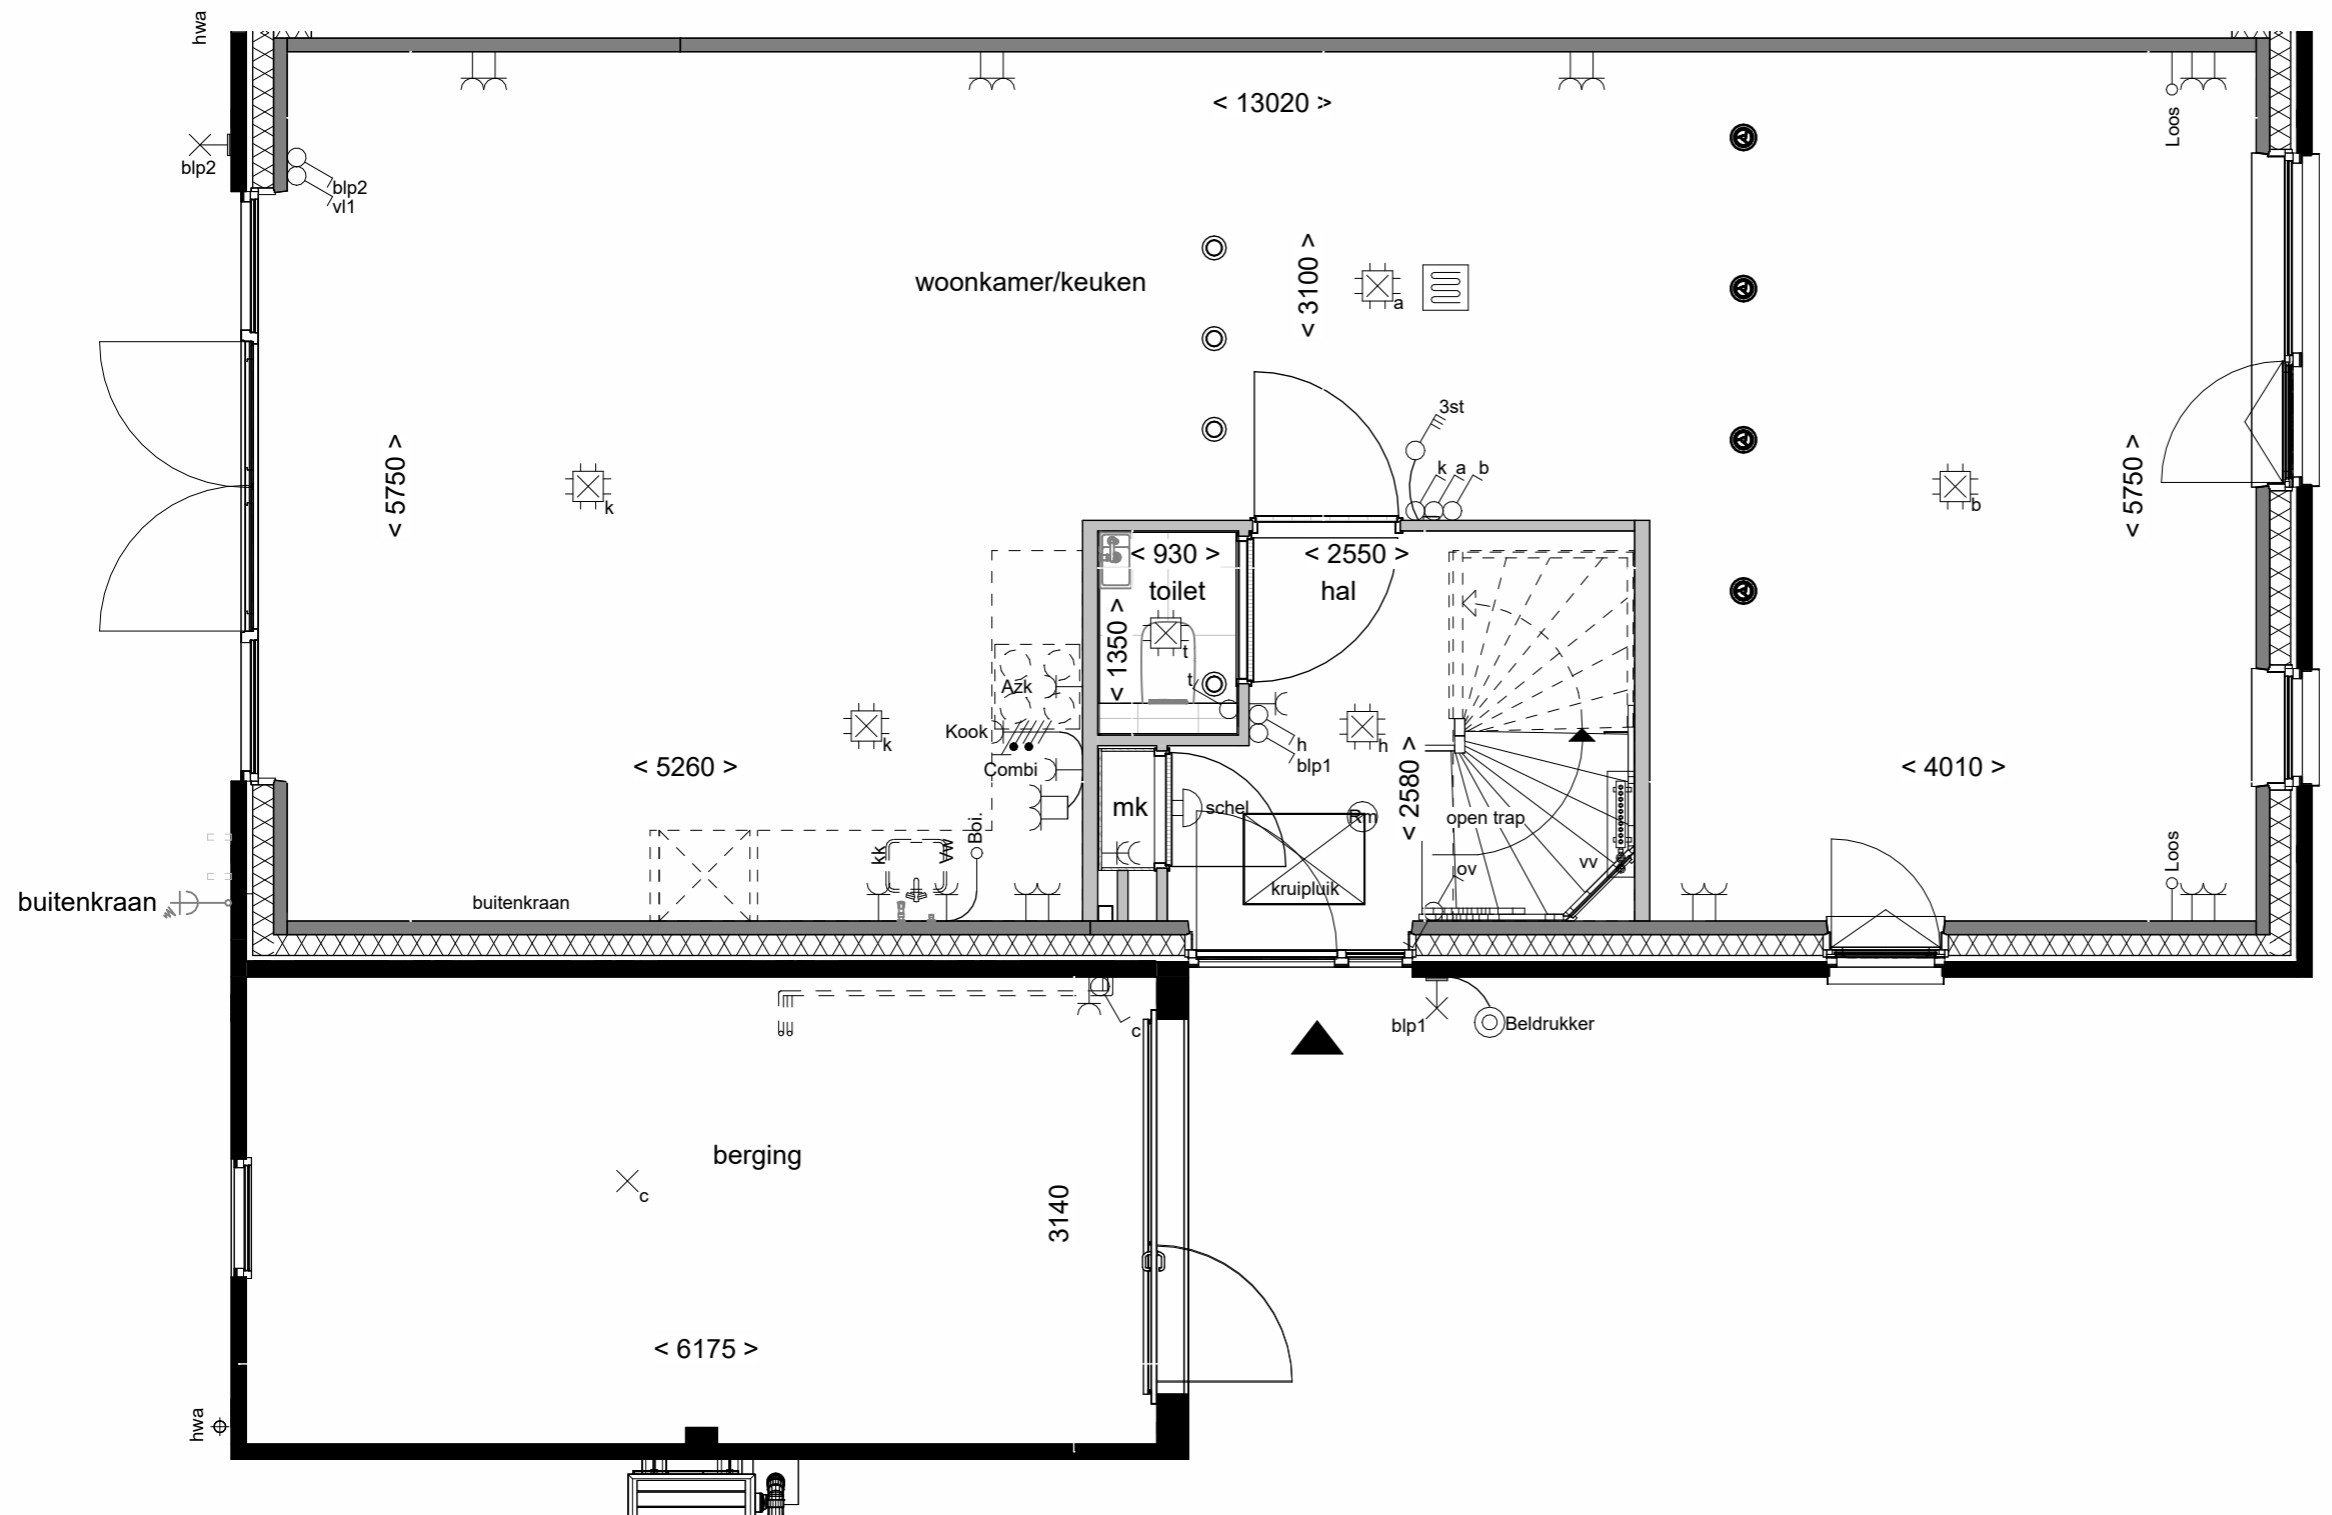 hwa
< 13020 >
Loos
blp2
blp2
vl1
woonkamer/keuken
< 3100 >
a
3st
k a b
< 5750 >
k
< 5750 >
b
< 930 >
< 2550 >
toilet
hal
< 1350 >
t
t
Azk
Kook
k
Combi
h
blp1
h
< 5260 >
< 2580 >
< 4010 >
mk
schel
Rm
open trap
Boi.
kk
vv
Loos
ov
kruipluik
buitenkraan
buitenkraan
c
blp1
Beldrukker
berging
c
3140
< 6175 >
hwa